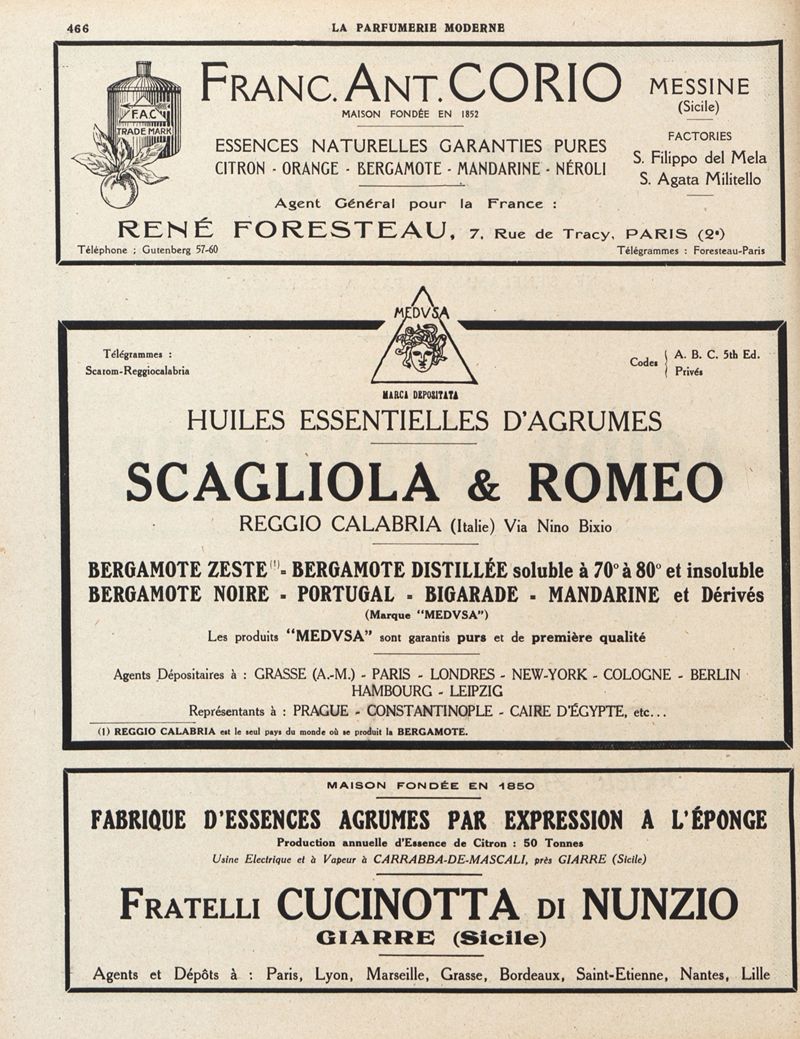 466
LA PARFUMERIE MODERNE
F.A.C.
TRADE MARK
FRANC. ANT. CORIO
MAISON FONDÉE EN 1852
ESSENCES NATURELLES GARANTIES PURES
CITRON - ORANGE - BERGAMOTE - MANDARINE - NÉROLI
MESSINE
(Sicile)
FACTORIES
S. Filippo del Mela
S. Agata Militello
Agent Général pour la France :
RENÉ FORESTEAU, 7, Rue de Tracy, PARIS (2e)
Téléphone : Gutenberg 57-60
Télégrammes : Foresteau-Paris
MEDVSA
MARCA DEPOSITATA
Télégrammes :
Scarom-Reggiocalabria
Codes { A. B. C. 5th Ed.
Privés
HUILES ESSENTIELLES D'AGRUMES
SCAGLIOLA & ROMEO
REGGIO CALABRIA (Italie) Via Nino Bixio
BERGAMOTE ZESTE (1) - BERGAMOTE DISTILLÉE soluble à 70° à 80° et insoluble
BERGAMOTE NOIRE - PORTUGAL - BIGARADE - MANDARINE et Dérivés
(Marque "MEDVSA")
Les produits "MEDVSA" sont garantis purs et de première qualité
Agents Dépositaires à : GRASSE (A.-M.) - PARIS - LONDRES - NEW-YORK - COLOGNE - BERLIN
HAMBOURG - LEIPZIG
Représentants à : PRAGUE - CONSTANTINOPLE - CAIRE D'ÉGYPTE, etc...
(1) REGGIO CALABRIA est le seul pays du monde où se produit la BERGAMOTE.
MAISON FONDÉE EN 1850
FABRIQUE D'ESSENCES AGRUMES PAR EXPRESSION A L'ÉPONGE
Production annuelle d'Essence de Citron : 50 Tonnes
Usine Electrique et à Vapeur à CARRABBA-DE-MASCALI, près GIARRE (Sicile)
FRATELLI CUCINOTTA DI NUNZIO
GIARRE (Sicile)
Agents et Dépôts à : Paris, Lyon, Marseille, Grasse, Bordeaux, Saint-Etienne, Nantes, Lille